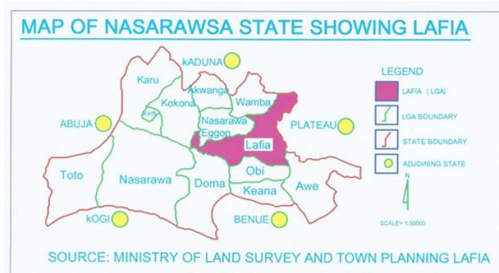 MAP OF NASARAWSA STATE SHOWING LAFIA
kADUNA
Karu
Akwanga
Wamba
Kokona
Nasarawa
Eggon
ABUJA
PLATEAU
Lafia
Toto
Nasarawa
Doma
Obi
Keana
Awe
kOGI
BENUE
LEGEND
LAFIA ( LGA)
LGA BOUNDARY
STATE BOUNDARY
ADJOINING STATE
N
SCALE= 1:50000
SOURCE: MINISTRY OF LAND SURVEY AND TOWN PLANNING LAFIA